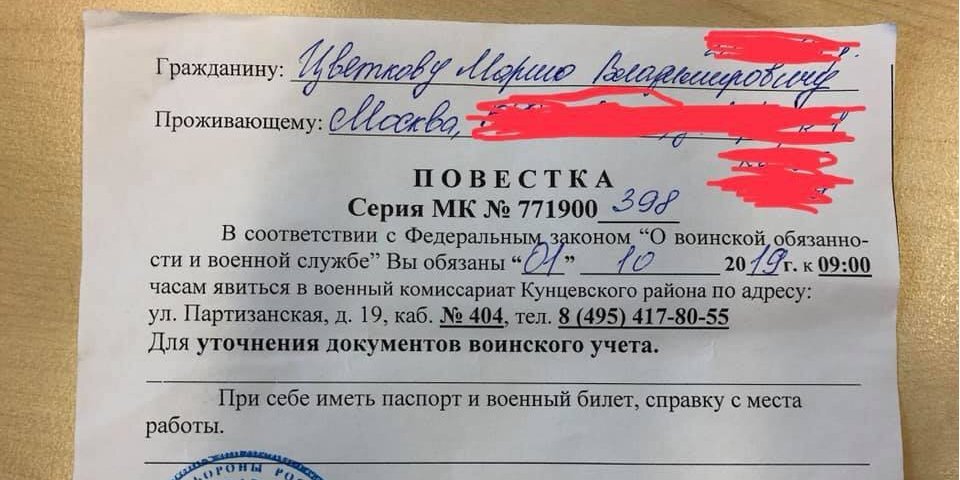 Гражданину: Цветкову Марию Владимировичу
Проживающему: Москва,
ПОВЕСТКА
Серия МК № 771900 398
В соответствии с Федеральным законом “О воинской обязанно-
сти и военной службе” Вы обязаны “01” 10 2019г. к 09:00
часам явиться в военный комиссариат Кунцевского района по адресу:
ул. Партизанская, д. 19, каб. № 404, тел. 8 (495) 417-80-55
Для уточнения документов воинского учета.
При себе иметь паспорт и военный билет, справку с места
работы.
ОБОРОНЫ РОС